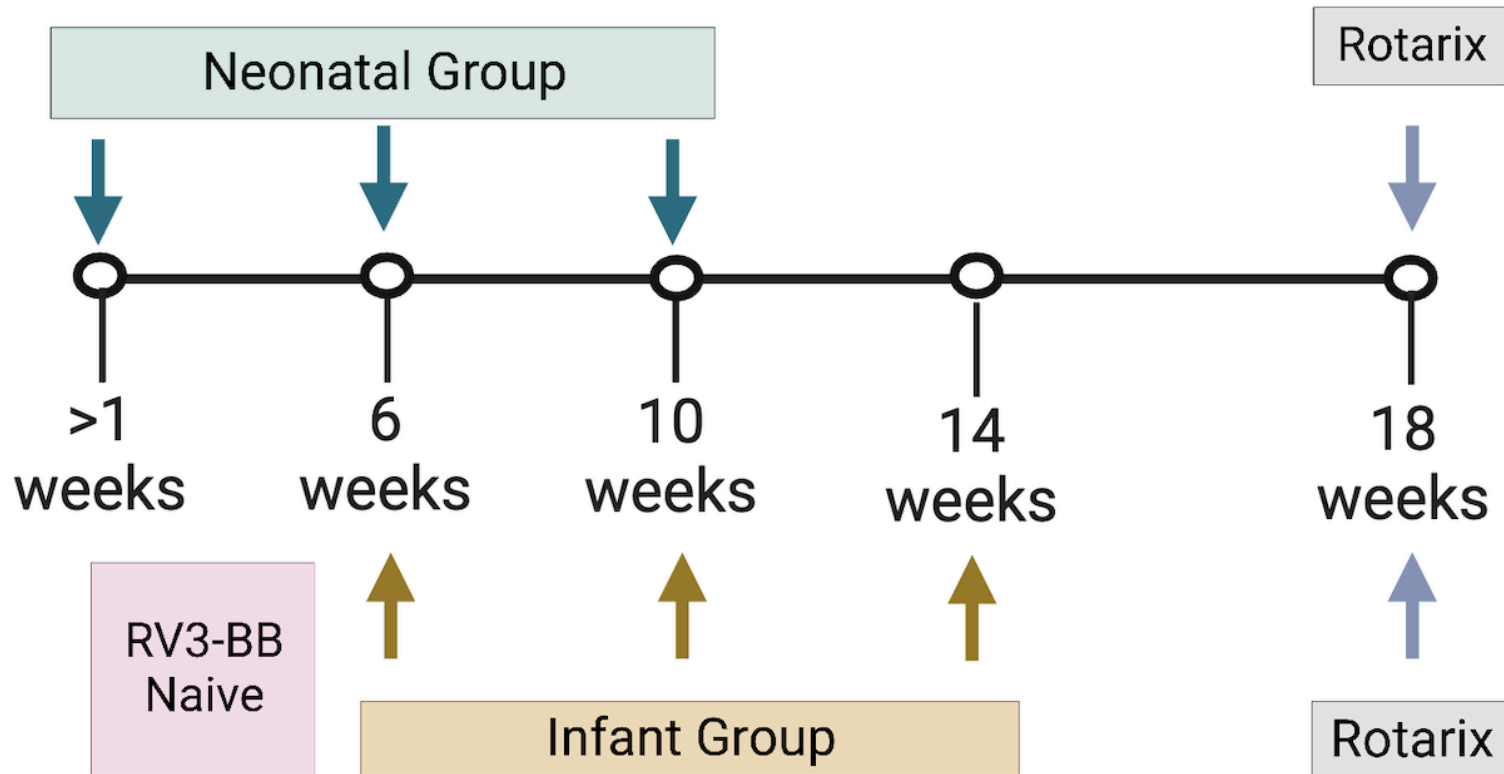 Neonatal Group
Rotarix
>1
weeks
6
weeks
10
weeks
14
weeks
18
weeks
RV3-BB
Naive
Infant Group
Rotarix